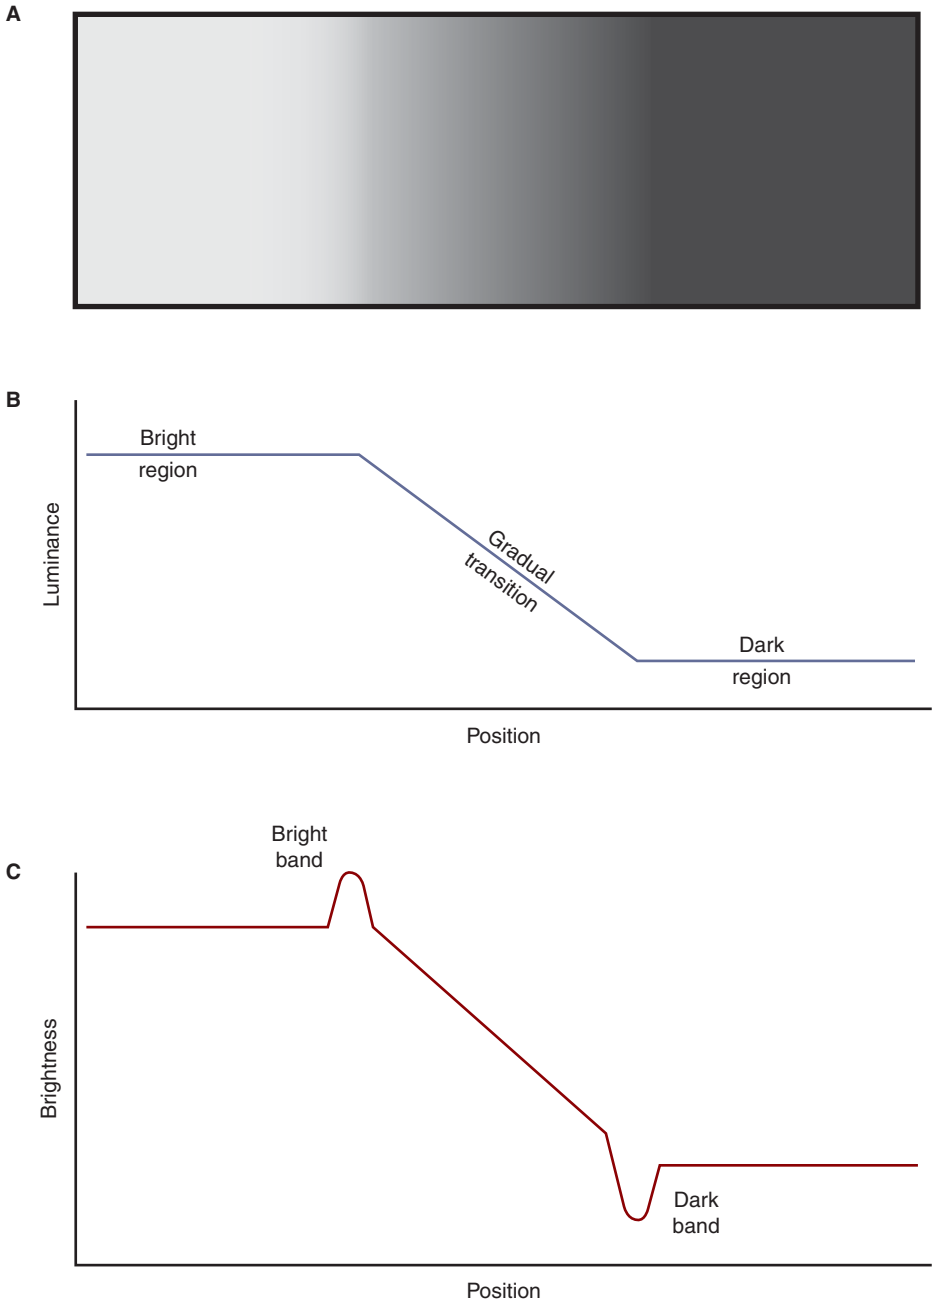 A
B
Bright
region
Gradual
transition
Dark
region
Luminance
Position
Bright
band
C
Dark
band
Brightness
Position